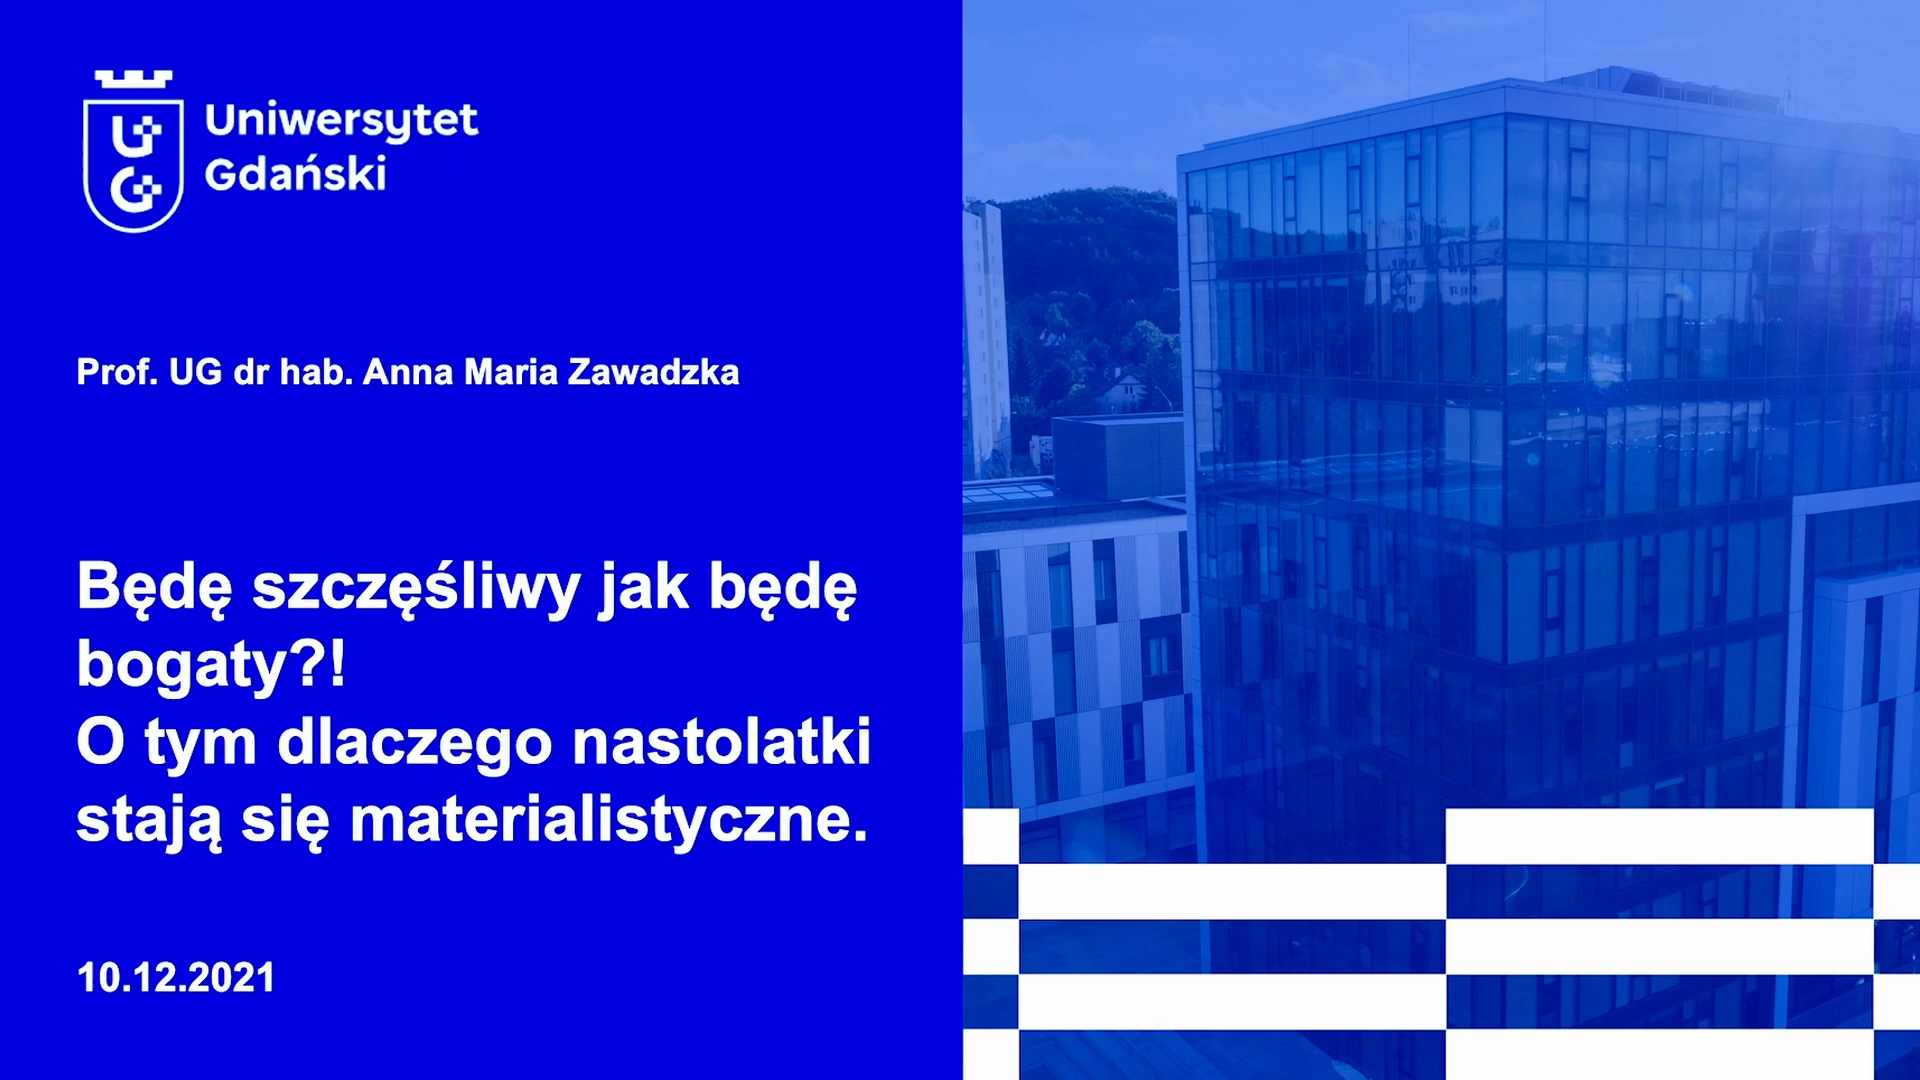 UG
Uniwersytet
Gdański
Prof. UG dr hab. Anna Maria Zawadzka
Będę szczęśliwy jak będę
bogaty?!
O tym dlaczego nastolatki
stają się materialistyczne.
10.12.2021